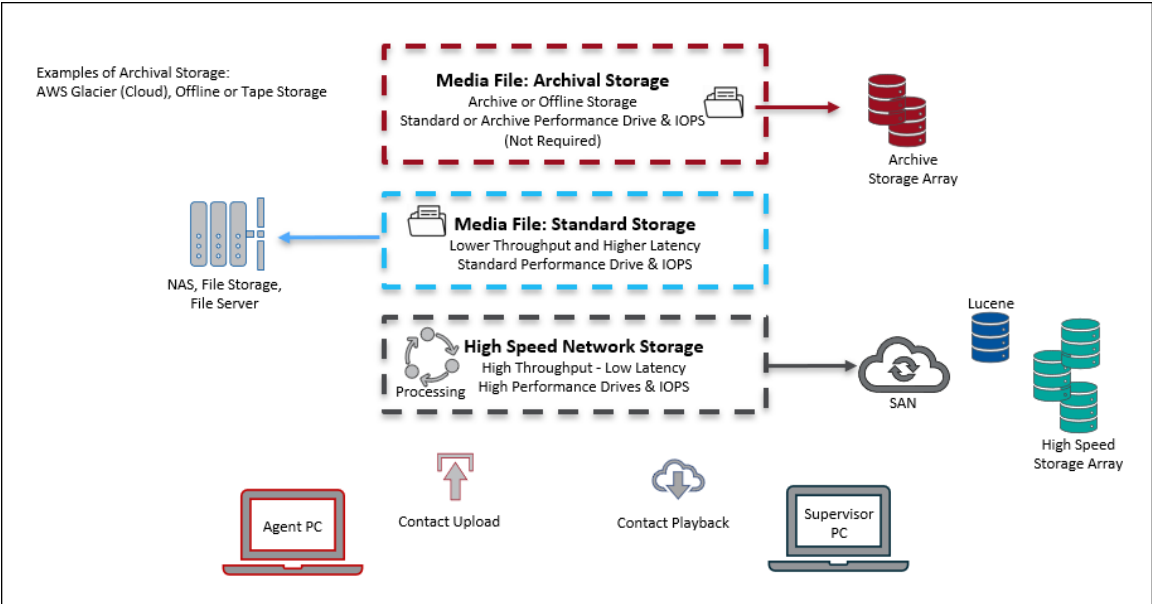 Examples of Archival Storage:
AWS Glacier (Cloud), Offline or Tape Storage
Media File: Archival Storage
Archive or Offline Storage
Standard or Archive Performance Drive & IOPS
(Not Required)
Archive
Storage Array
Media File: Standard Storage
Lower Throughput and Higher Latency
Standard Performance Drive & IOPS
NAS, File Storage,
File Server
High Speed Network Storage
High Throughput - Low Latency
High Performance Drives & IOPS
Processing
Lucene
SAN
High Speed
Storage Array
Agent PC
Contact Upload
Contact Playback
Supervisor
PC